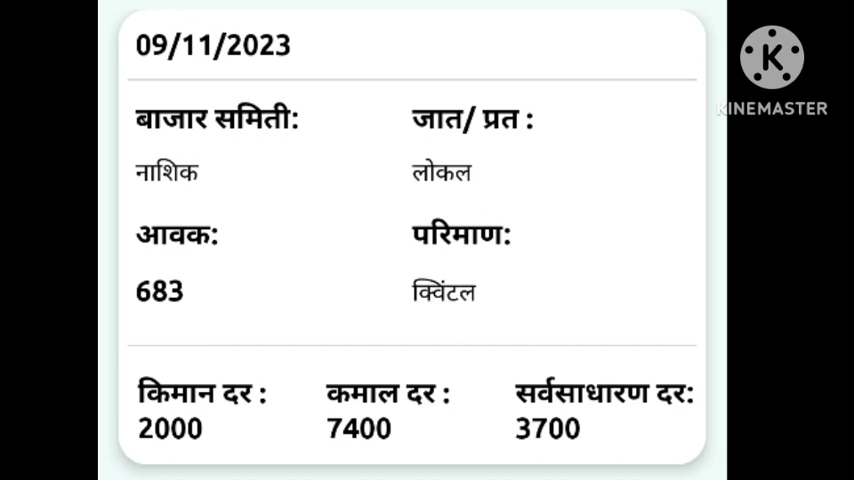 09/11/2023
K
KINEMASTER
बाजार समिती: जात/ प्रत :
नाशिक लोकल
आवक: परिमाण:
683 क्विंटल
किमान दर : कमाल दर : सर्वसाधारण दर:
2000 7400 3700